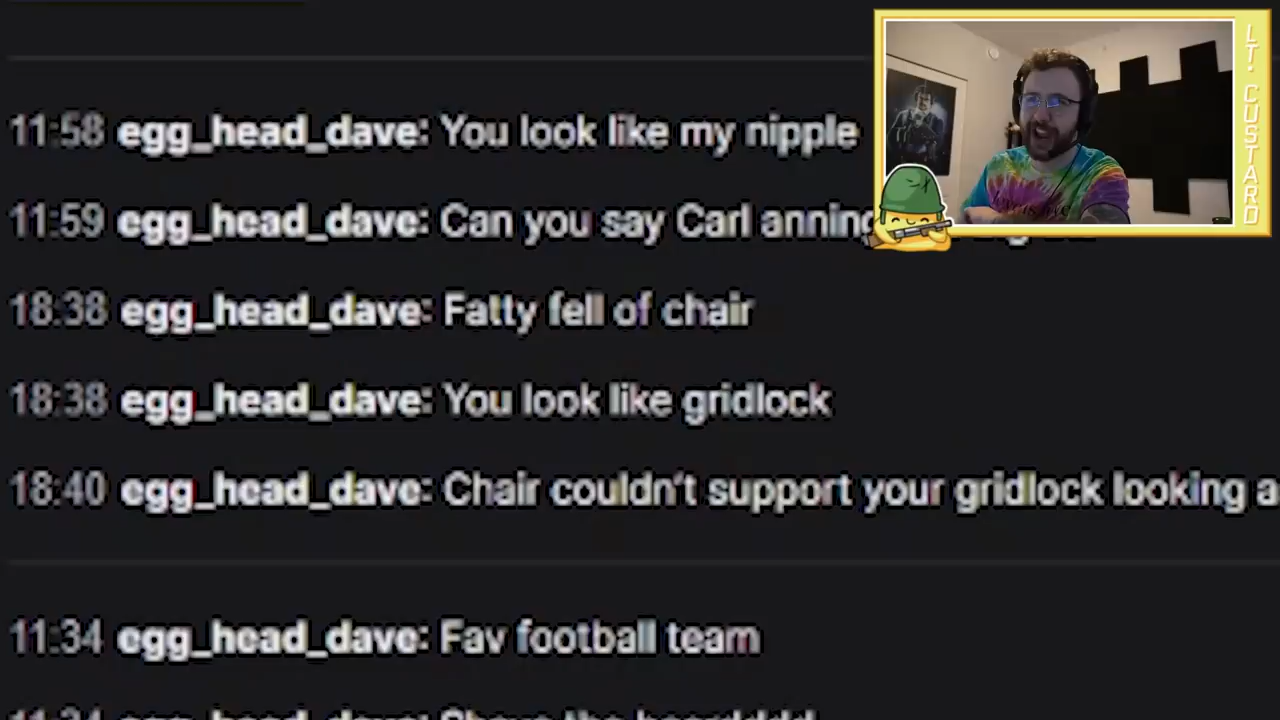 11:58 egg_head_dave: You look like my nipple
11:59 egg_head_dave: Can you say Carl anning
18:38 egg_head_dave: Fatty fell of chair
18:38 egg_head_dave: You look like gridlock
18:40 egg_head_dave: Chair couldn't support your gridlock looking a
11:34 egg_head_dave: Fav football team
LT. CUSTARD